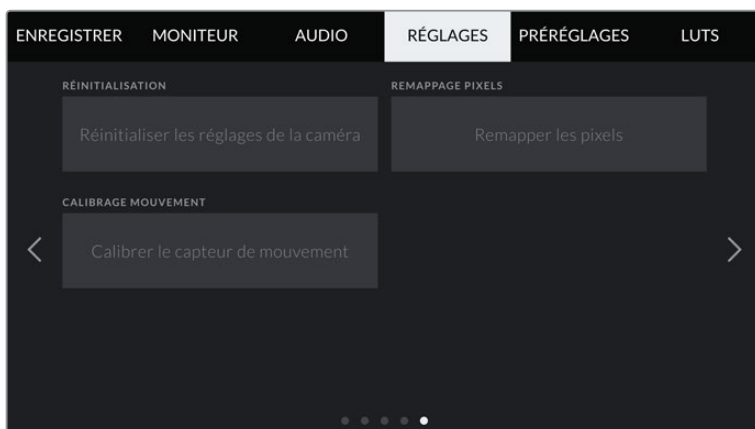 ENREGISTRER MONITEUR AUDIO RÉGLAGES PRÉRÉGLAGES LUTS
RÉINITIALISATION REMAPPAGE PIXELS
Réinitialiser les réglages de la caméra Remapper les pixels
CALIBRAGE MOUVEMENT
Calibrer le capteur de mouvement